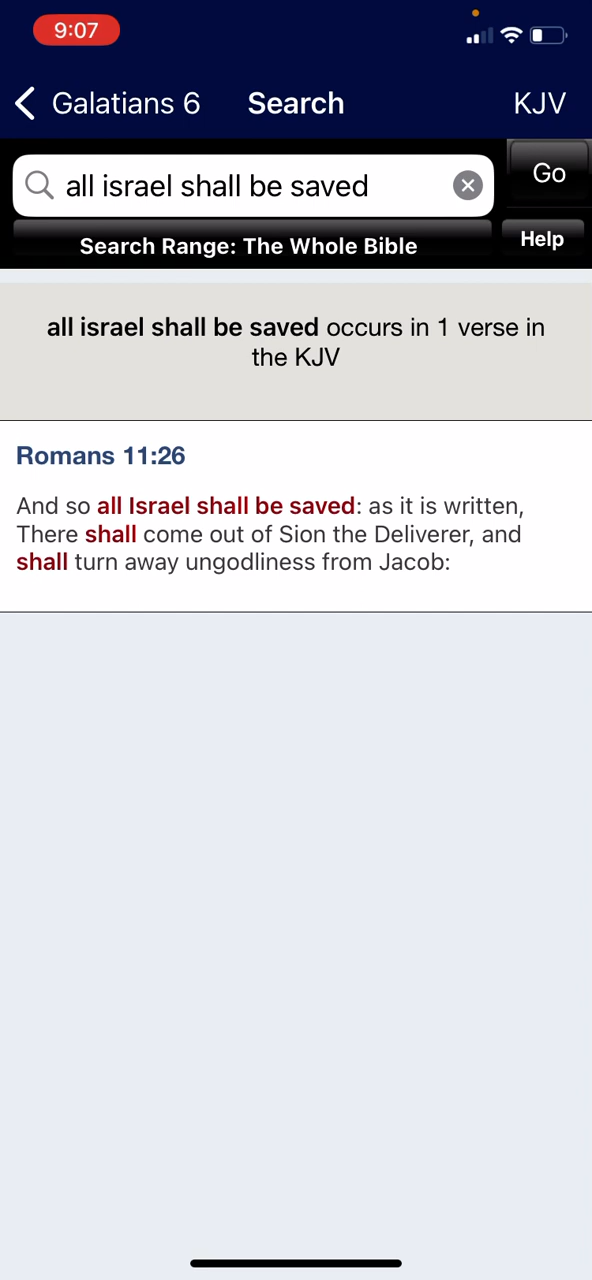 9:07
Galatians 6 Search KJV
all israel shall be saved Go
Search Range: The Whole Bible Help
all israel shall be saved occurs in 1 verse in
the KJV
Romans 11:26
And so all Israel shall be saved: as it is written,
There shall come out of Sion the Deliverer, and
shall turn away ungodliness from Jacob: